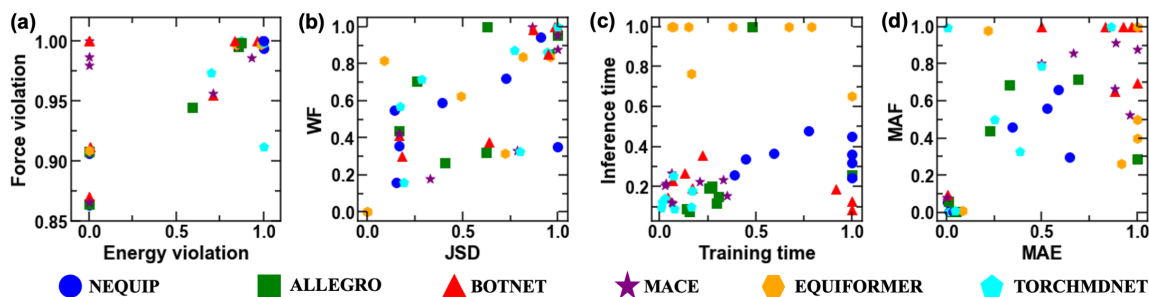 (a)
1.00
0.95
0.90
0.85
Force violation
0.0
0.5
1.0
Energy violation
(b)
1.0
0.8
0.6
0.4
0.2
0.0
WF
0.0
0.5
1.0
JSD
(c)
1.0
0.8
0.6
0.4
0.2
Inference time
0.0
0.5
1.0
Training time
(d)
1.0
0.8
0.6
0.4
0.2
0.0
MAF
0.0
0.5
1.0
MAE
NEQUIP
ALLEGRO
BOTNET
MACE
EQUIFORMER
TORCHMDNET